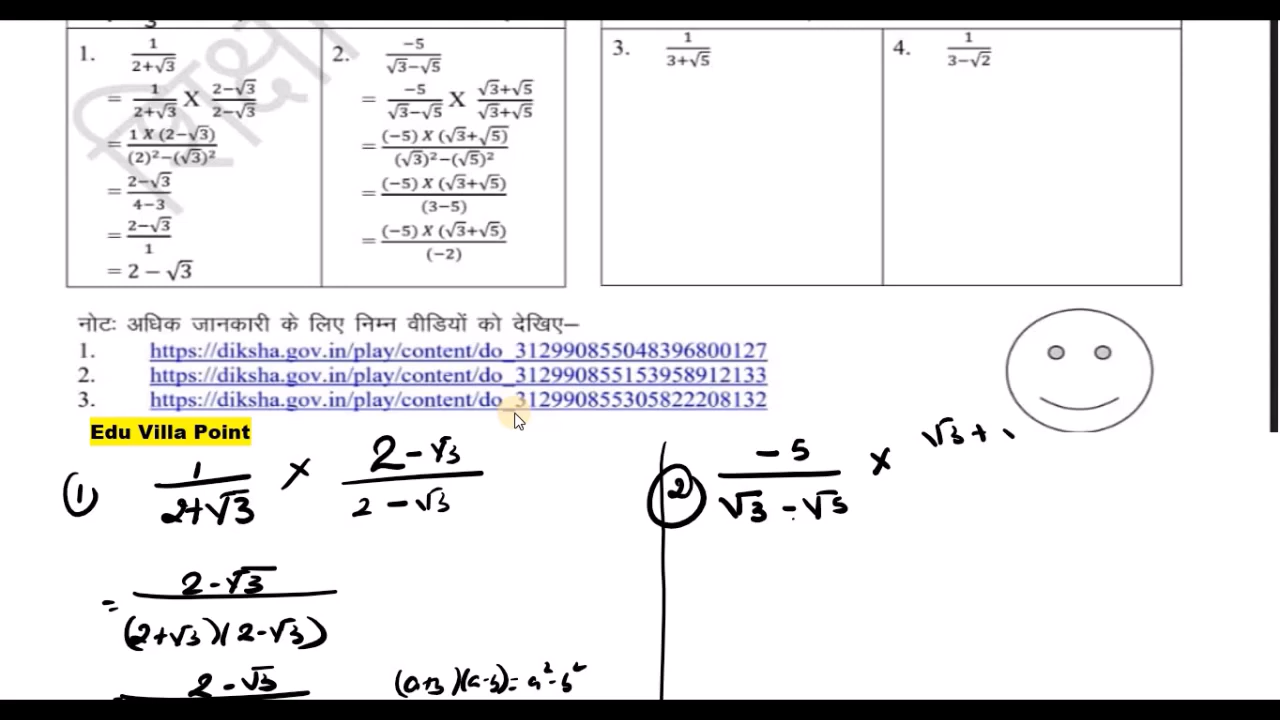 1. 1/(2+√3)
= 1/(2+√3) X (2−√3)/(2−√3)
= (1 X (2−√3))/((2)²−(√3)²)
= (2−√3)/(4−3)
= (2−√3)/1
= 2 − √3
2. −5/(√3−√5)
= −5/(√3−√5) X (√3+√5)/(√3+√5)
= ((−5) X (√3+√5))/((√3)²−(√5)²)
= ((−5) X (√3+√5))/(3−5)
= ((−5) X (√3+√5))/(−2)
3. 1/(3+√5)
4. 1/(3−√2)
नोटः अधिक जानकारी के लिए निम्न वीडियों को देखिए–
1. https://diksha.gov.in/play/content/do_312990855048396800127
2. https://diksha.gov.in/play/content/do_312990855153958912133
3. https://diksha.gov.in/play/content/do_312990855305822208132
Edu Villa Point
① 1/(2+√3) × (2−√3)/(2−√3)
= (2−√3)/((2+√3)(2−√3))
2−√3
(a+b)(a-b)=a²-b²
② −5/(√3−√5) × √3+